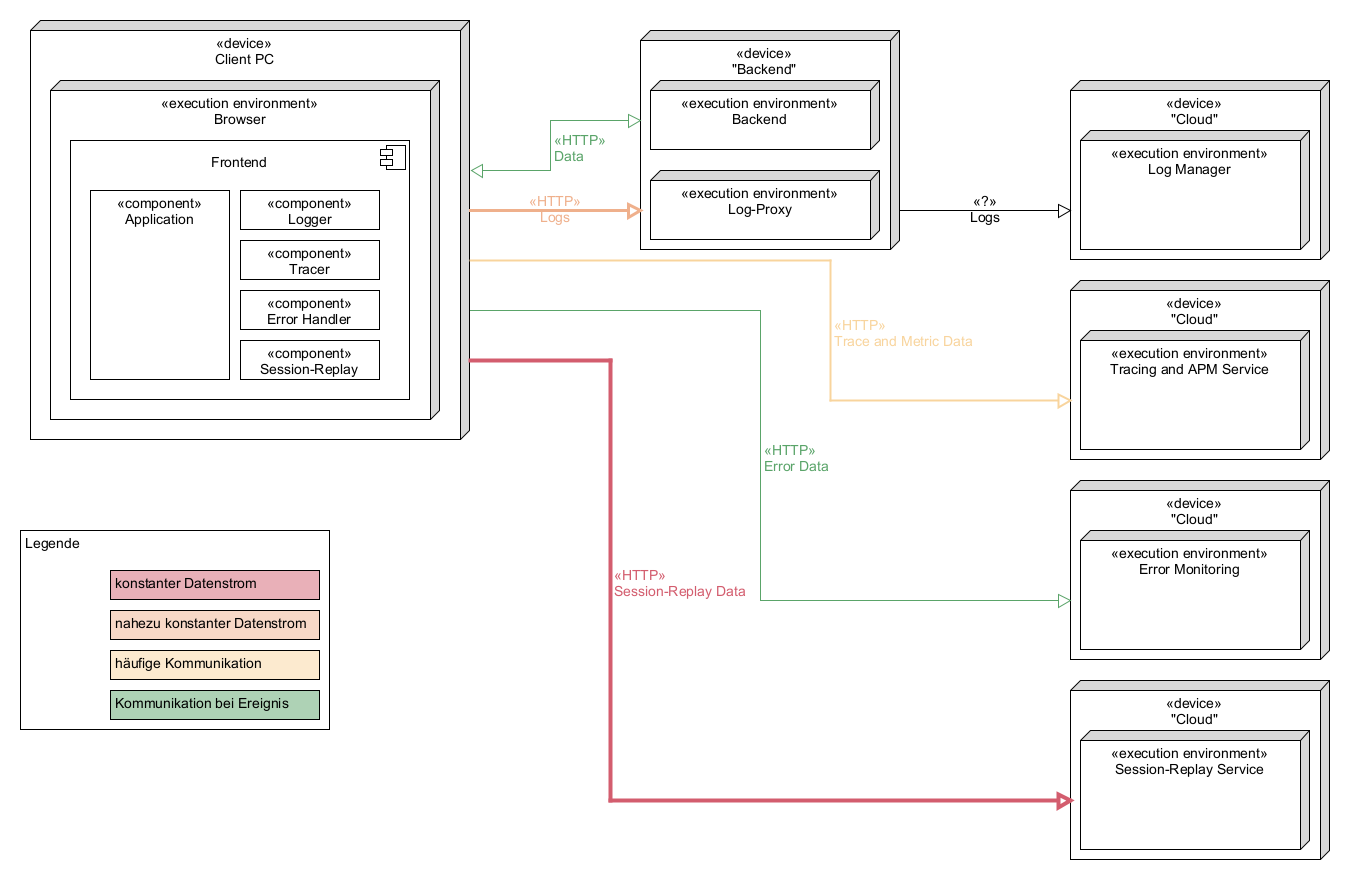 «device»
Client PC
«execution environment»
Browser
Frontend
«component»
Application
«component»
Logger
«component»
Tracer
«component»
Error Handler
«component»
Session-Replay
«HTTP»
Data
«HTTP»
Logs
«device»
"Backend"
«execution environment»
Backend
«execution environment»
Log-Proxy
«?»
Logs
«device»
"Cloud"
«execution environment»
Log Manager
«HTTP»
Trace and Metric Data
«device»
"Cloud"
«execution environment»
Tracing and APM Service
«HTTP»
Error Data
«device»
"Cloud"
«execution environment»
Error Monitoring
«HTTP»
Session-Replay Data
«device»
"Cloud"
«execution environment»
Session-Replay Service
Legende
konstanter Datenstrom
nahezu konstanter Datenstrom
häufige Kommunikation
Kommunikation bei Ereignis